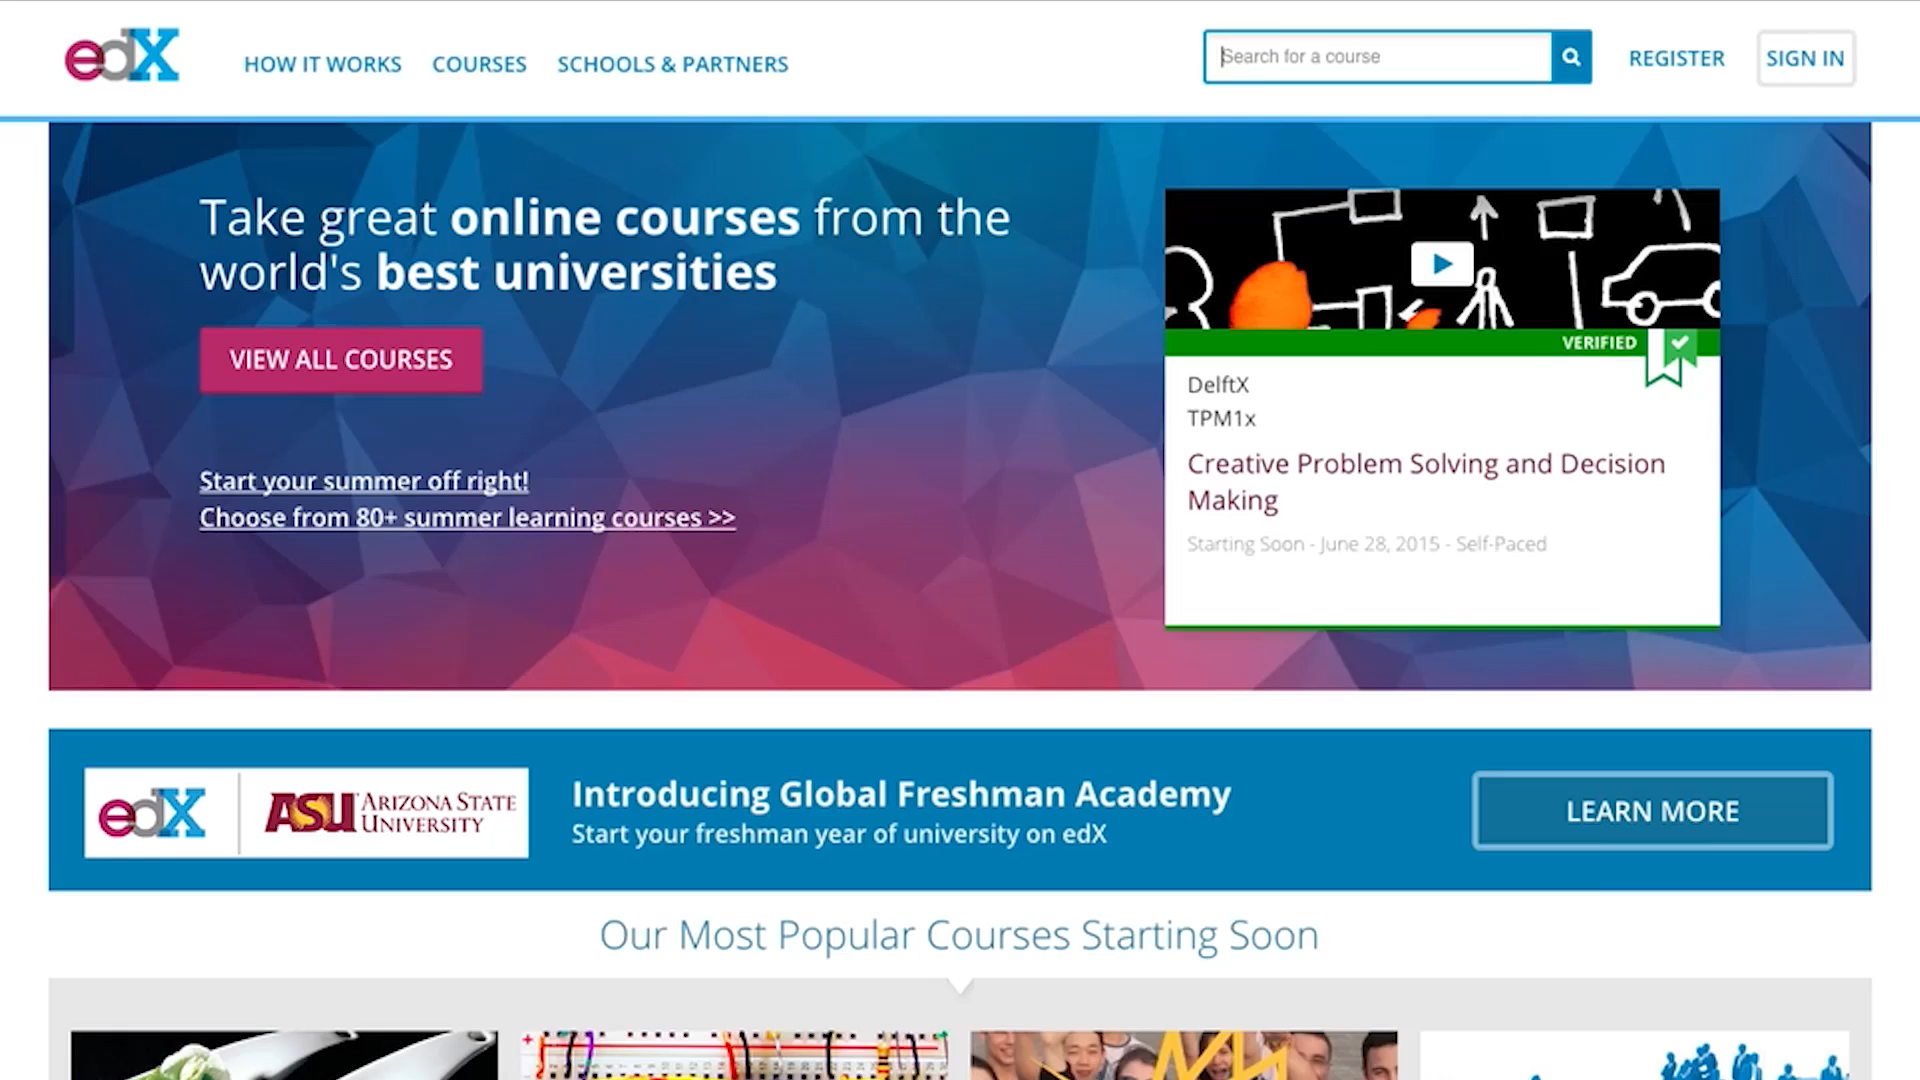 edX
HOW IT WORKS
COURSES
SCHOOLS & PARTNERS
Search for a course
REGISTER
SIGN IN
Take great online courses from the
world's best universities
VIEW ALL COURSES
Start your summer off right!
Choose from 80+ summer learning courses >>
VERIFIED
DelftX
TPM1x
Creative Problem Solving and Decision
Making
Starting Soon - June 28, 2015 - Self-Paced
edX
ASU ARIZONA STATE
UNIVERSITY
Introducing Global Freshman Academy
Start your freshman year of university on edX
LEARN MORE
Our Most Popular Courses Starting Soon